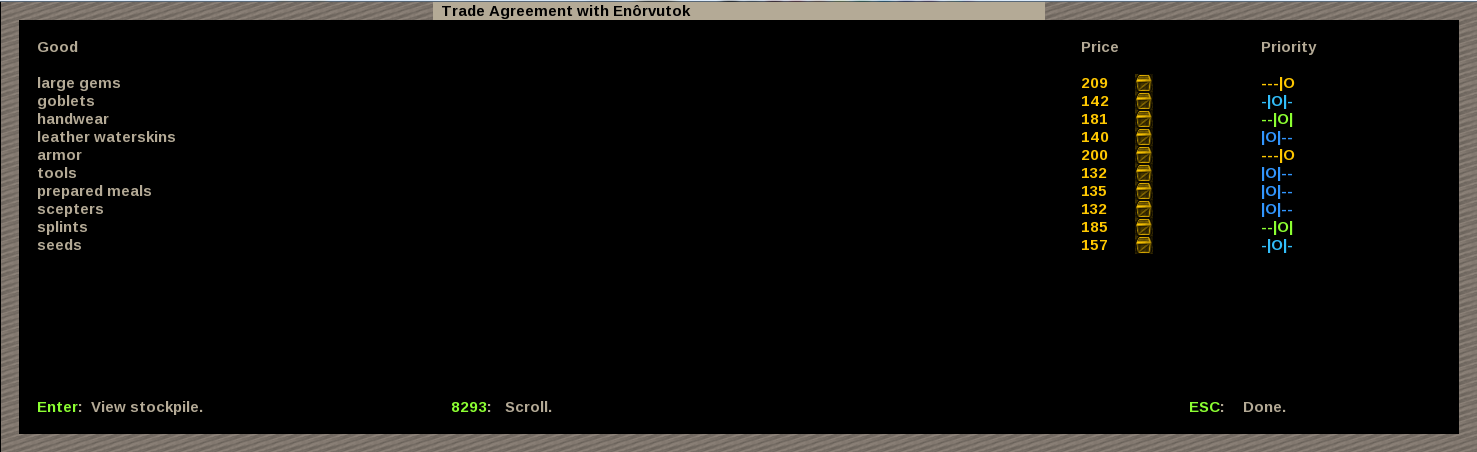 Trade Agreement with Enôrvutok
Good Price Priority
large gems 209 ---|O
goblets 142 -|O|-
handwear 181 --|O|
leather waterskins 140 |O|--
armor 200 ---|O
tools 132 |O|--
prepared meals 135 |O|--
scepters 132 |O|--
splints 185 --|O|
seeds 157 -|O|-
Enter: View stockpile. 8293: Scroll. ESC: Done.